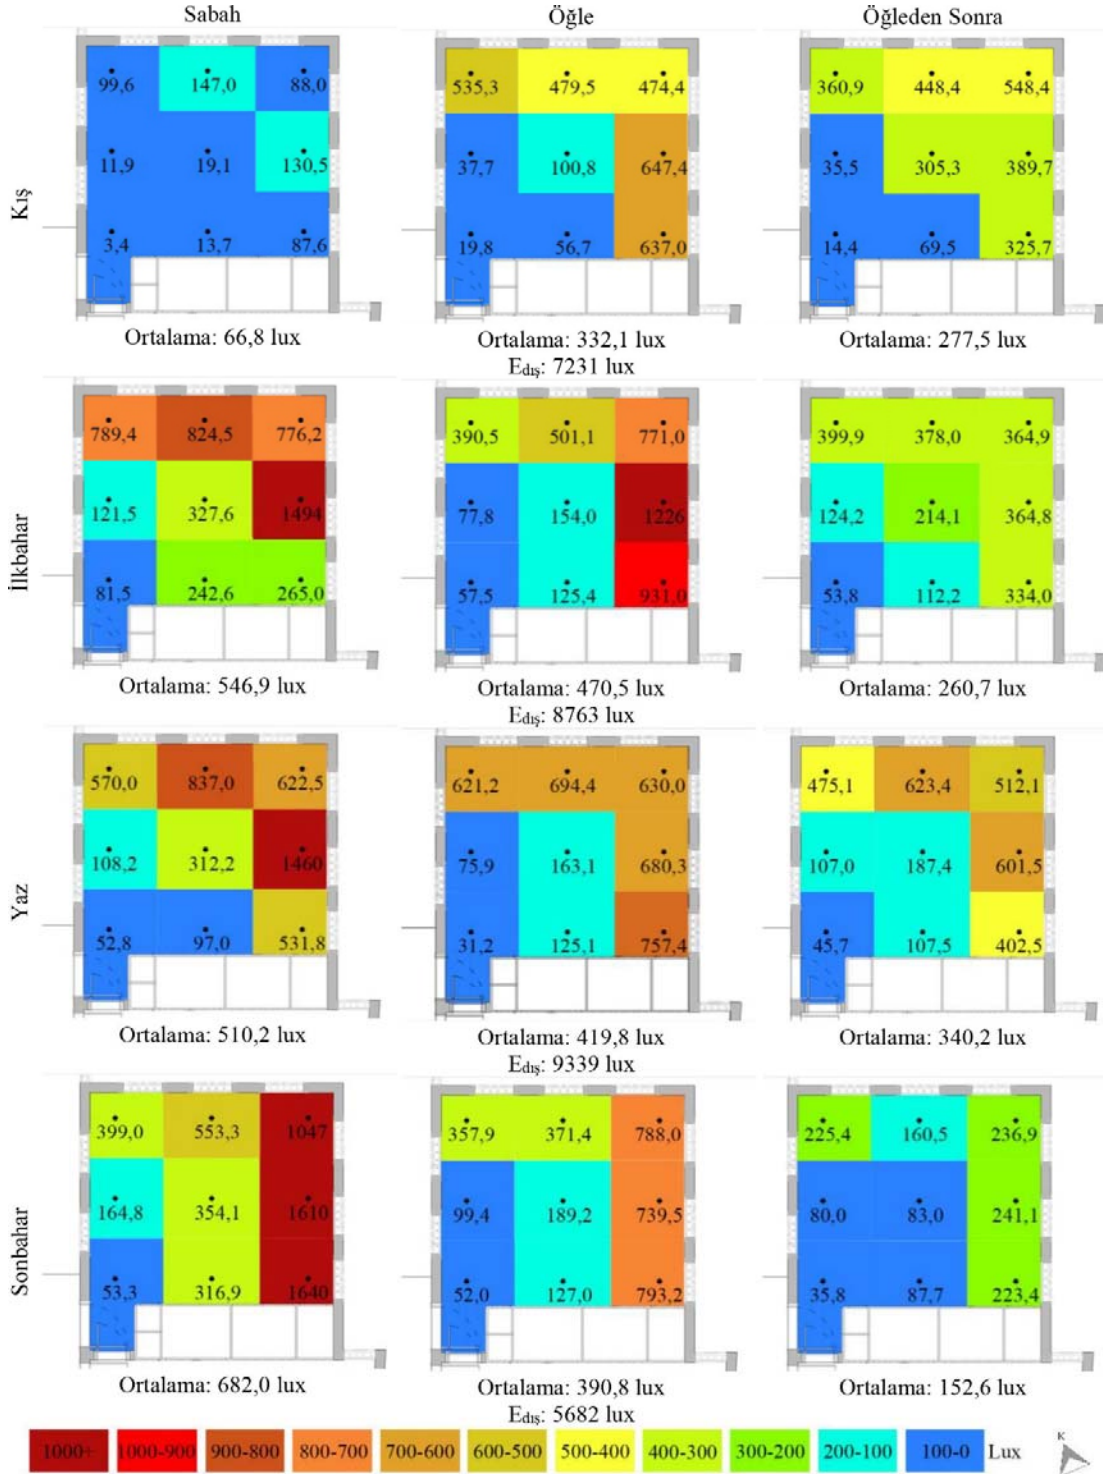 Sabah Öğle Öğleden Sonra
Kış
99,6 147,0 88,0 535,3 479,5 474,4 360,9 448,4 548,4
11,9 19,1 130,5 37,7 100,8 647,4 35,5 305,3 389,7
3,4 13,7 87,6 19,8 56,7 637,0 14,4 69,5 325,7
Ortalama: 66,8 lux Ortalama: 332,1 lux Ortalama: 277,5 lux
Edış: 7231 lux
İlkbahar
789,4 824,5 776,2 390,5 501,1 771,0 399,9 378,0 364,9
121,5 327,6 1494 77,8 154,0 1226 124,2 214,1 364,8
81,5 242,6 265,0 57,5 125,4 931,0 53,8 112,2 334,0
Ortalama: 546,9 lux Ortalama: 470,5 lux Ortalama: 260,7 lux
Edış: 8763 lux
Yaz
570,0 837,0 622,5 621,2 694,4 630,0 475,1 623,4 512,1
108,2 312,2 1460 75,9 163,1 680,3 107,0 187,4 601,5
52,8 97,0 531,8 31,2 125,1 757,4 45,7 107,5 402,5
Ortalama: 510,2 lux Ortalama: 419,8 lux Ortalama: 340,2 lux
Edış: 9339 lux
Sonbahar
399,0 553,3 1047 357,9 371,4 788,0 225,4 160,5 236,9
164,8 354,1 1610 99,4 189,2 739,5 80,0 83,0 241,1
53,3 316,9 1640 52,0 127,0 793,2 35,8 87,7 223,4
Ortalama: 682,0 lux Ortalama: 390,8 lux Ortalama: 152,6 lux
Edış: 5682 lux
1000+ 1000-900 900-800 800-700 700-600 600-500 500-400 400-300 300-200 200-100 100-0 Lux
K